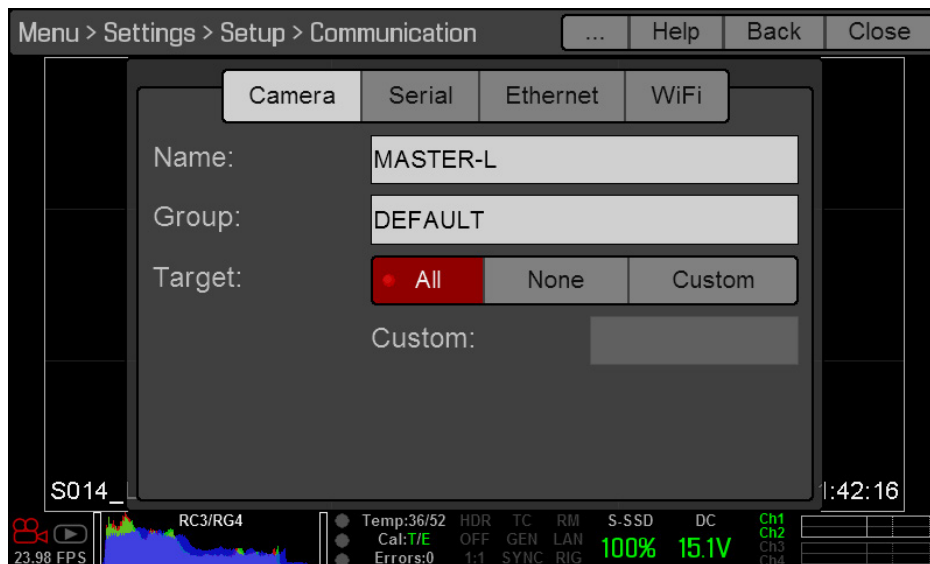 Menu > Settings > Setup > Communication ... Help Back Close
Camera Serial Ethernet WiFi
Name: MASTER-L
Group: DEFAULT
Target: All None Custom
Custom:
S014_ 1:42:16
RC3/RG4 Temp:36/52 HDR TC RM S-SSD DC Ch1
Cal:T/E OFF GEN LAN 100% 15.1V Ch2
23.98 FPS Errors:0 1:1 SYNC RIG Ch3
Ch4